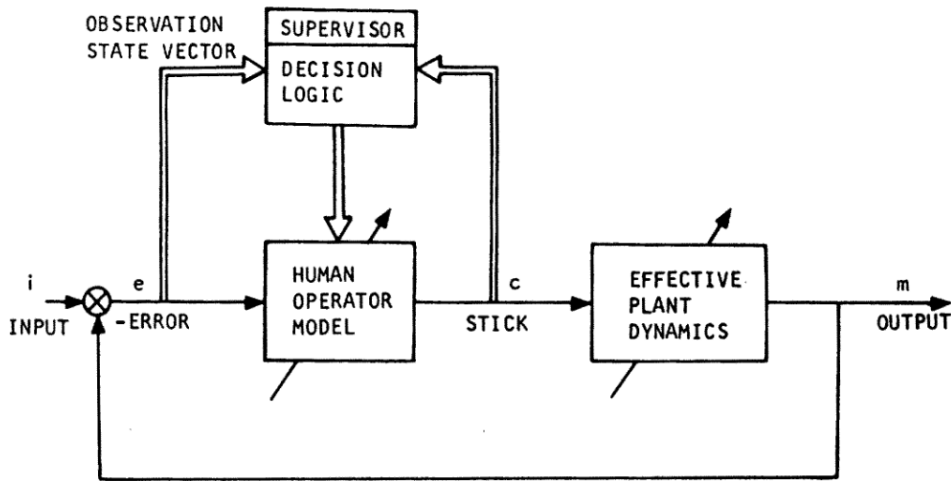 OBSERVATION
STATE VECTOR
SUPERVISOR
DECISION
LOGIC
i
INPUT
e
-ERROR
HUMAN
OPERATOR
MODEL
c
STICK
EFFECTIVE
PLANT
DYNAMICS
m
OUTPUT